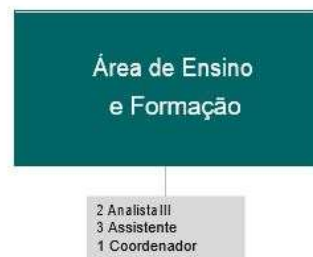 Área de Ensino
e Formação
2 Analista III
3 Assistente
1 Coordenador